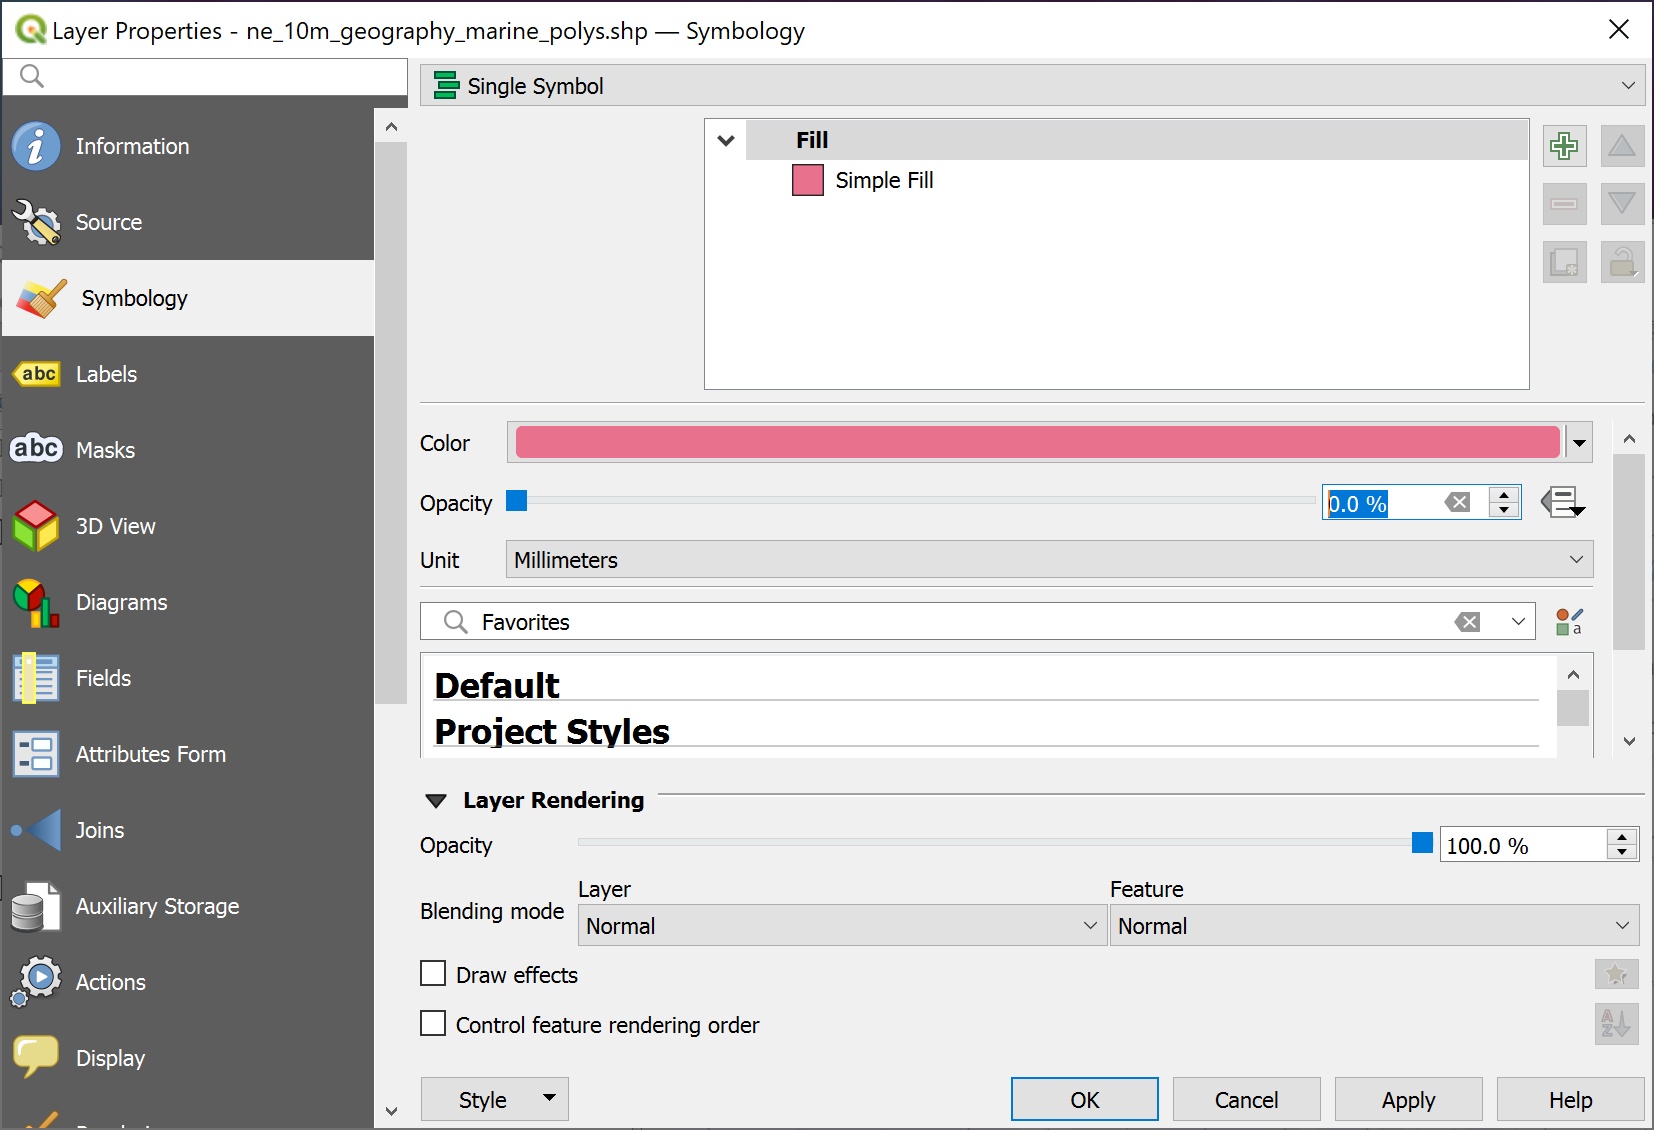 Layer Properties - ne_10m_geography_marine_polys.shp — Symbology
Information
Source
Symbology
abc Labels
abc Masks
3D View
Diagrams
Fields
Attributes Form
Joins
Auxiliary Storage
Actions
Display
Single Symbol
Fill
Simple Fill
Color
Opacity 0.0 %
Unit Millimeters
Favorites
a
Default
Project Styles
Layer Rendering
Opacity 100.0 %
Layer Feature
Blending mode Normal Normal
Draw effects
Control feature rendering order
A
Z
Style OK Cancel Apply Help